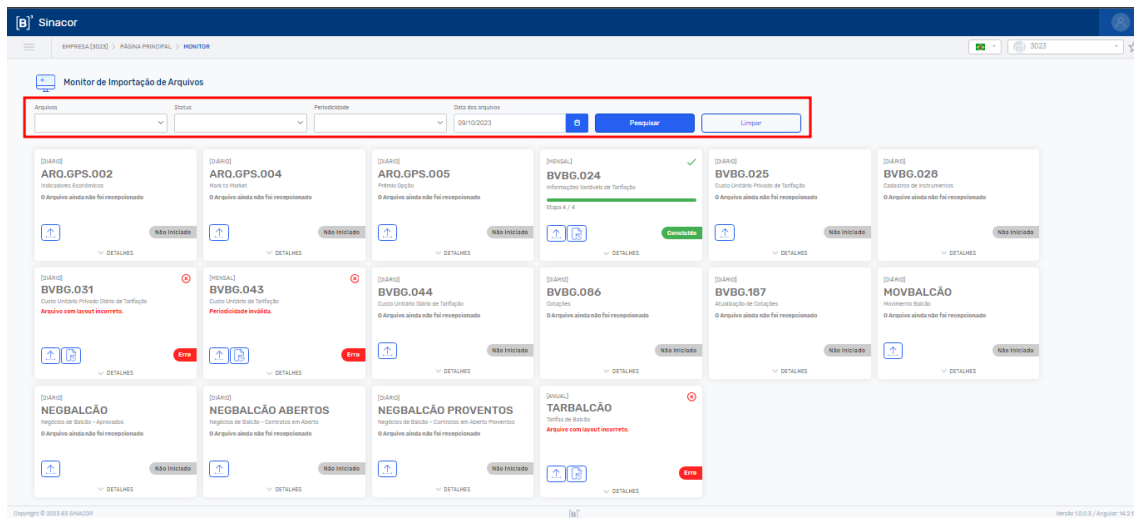 [B]³ Sinacor
EMPRESA [3023] > PÁGINA PRINCIPAL > MONITOR
3023
Monitor de Importação de Arquivos
Arquivos Status Periodicidade Data dos arquivos
09/10/2023 Pesquisar Limpar
[DIÁRIO]
ARQ.GPS.002
Indicadores Econômicos
O Arquivo ainda não foi recepcionado
Não Iniciado
DETALHES
[DIÁRIO]
ARQ.GPS.004
Mark to Market
O Arquivo ainda não foi recepcionado
Não Iniciado
DETALHES
[DIÁRIO]
ARQ.GPS.005
Prêmio Opção
O Arquivo ainda não foi recepcionado
Não Iniciado
DETALHES
[MENSAL]
BVBG.024
Informações Variáveis de Tarifação
Etapa 4 / 4
Concluído
DETALHES
[DIÁRIO]
BVBG.025
Custo Unitário Privado de Tarifação
O Arquivo ainda não foi recepcionado
Não Iniciado
DETALHES
[DIÁRIO]
BVBG.028
Cadastros de Instrumentos
O Arquivo ainda não foi recepcionado
Não Iniciado
DETALHES
[DIÁRIO]
BVBG.031
Custo Unitário Privado Diário de Tarifação
Arquivo com layout incorreto.
Erro
DETALHES
[MENSAL]
BVBG.043
Custo Unitário de Tarifação
Periodicidade inválida.
Erro
DETALHES
[DIÁRIO]
BVBG.044
Custo Unitário Diário de Tarifação
O Arquivo ainda não foi recepcionado
Não Iniciado
DETALHES
[DIÁRIO]
BVBG.086
Cotações
O Arquivo ainda não foi recepcionado
Não Iniciado
DETALHES
[DIÁRIO]
BVBG.187
Atualização de Cotações
O Arquivo ainda não foi recepcionado
Não Iniciado
DETALHES
[DIÁRIO]
MOVBALCÃO
Movimento Balcão
O Arquivo ainda não foi recepcionado
Não Iniciado
DETALHES
[DIÁRIO]
NEGBALCÃO
Negócios de Balcão - Aprovados
O Arquivo ainda não foi recepcionado
Não Iniciado
DETALHES
[DIÁRIO]
NEGBALCÃO ABERTOS
Negócios de Balcão - Contratos em Aberto
O Arquivo ainda não foi recepcionado
Não Iniciado
DETALHES
[DIÁRIO]
NEGBALCÃO PROVENTOS
Negócios de Balcão - Contratos em Aberto Proventos
O Arquivo ainda não foi recepcionado
Não Iniciado
DETALHES
[ANUAL]
TARBALCÃO
Tarifas de Balcão
Arquivo com layout incorreto.
Erro
DETALHES
Copyright © 2023 B3 SINACOR [B]³ Versão 1.0.0.3 / Angular: 14.2.1